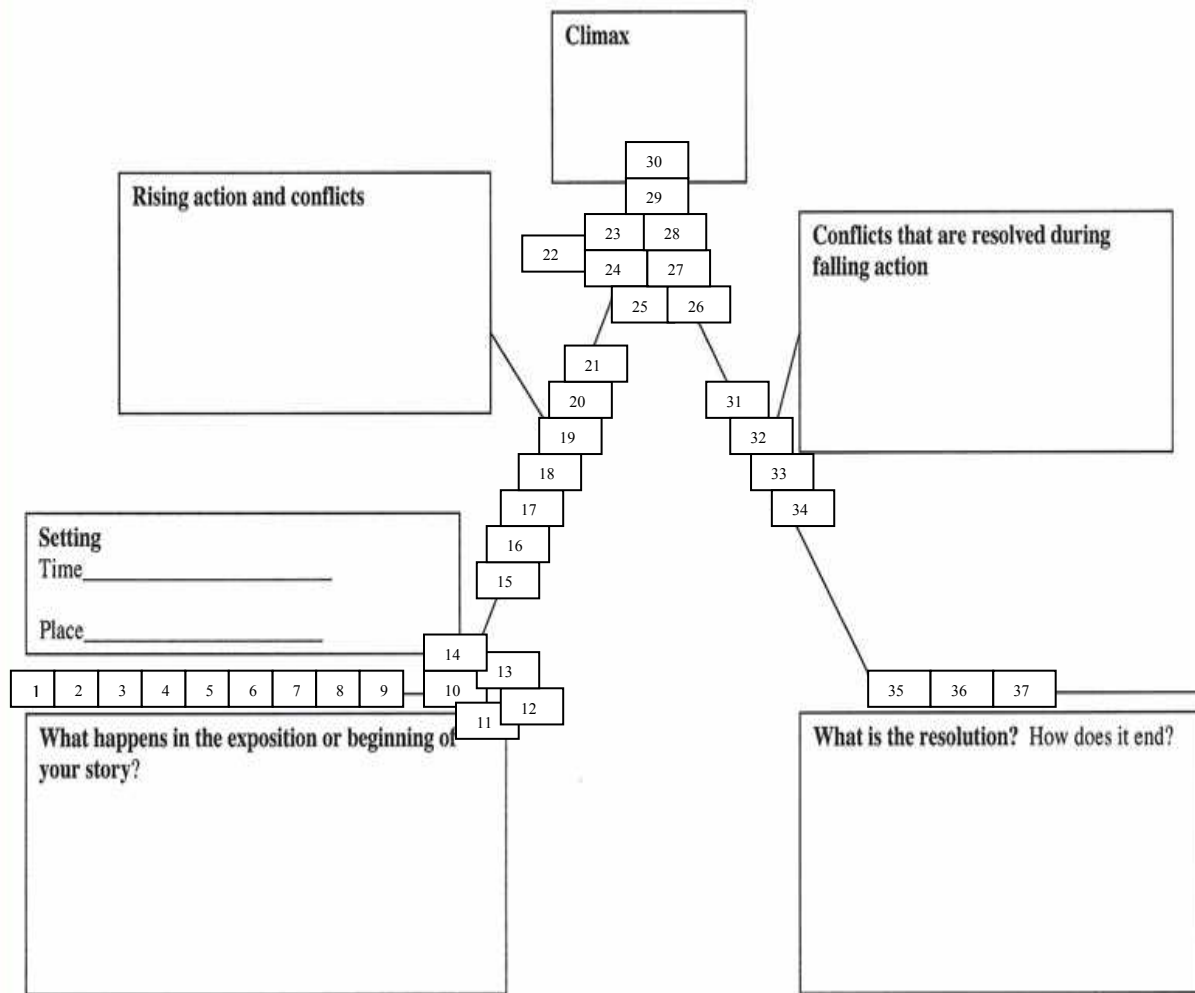 Climax
30
29
Rising action and conflicts
23 28
22
24 27
25 26
Conflicts that are resolved during
falling action
21
20
19
18
17
16
15
31
32
33
34
Setting
Time
Place
14
13
1 2 3 4 5 6 7 8 9 10
11
12
35 36 37
What happens in the exposition or beginning of
your story?
What is the resolution? How does it end?